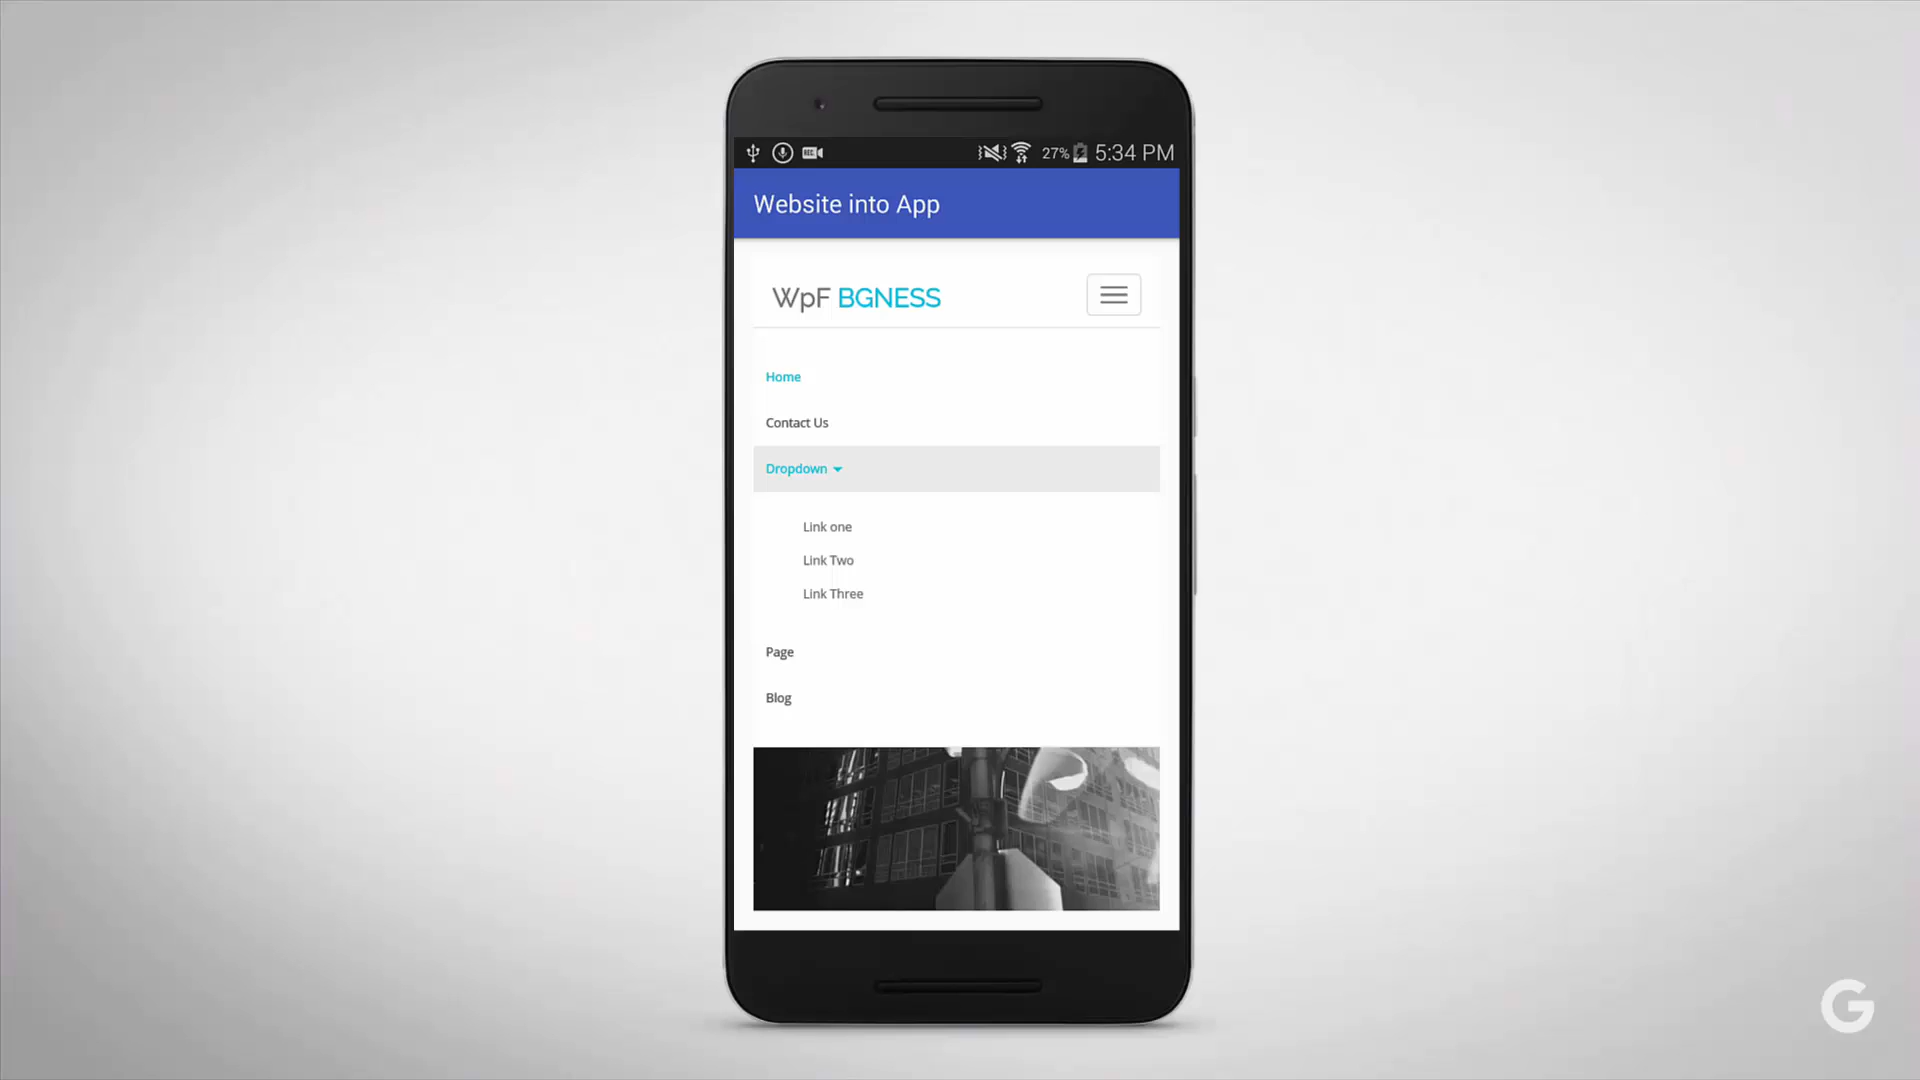 27% 5:34 PM
Website into App
WpF BGNESS
Home
Contact Us
Dropdown
Link one
Link Two
Link Three
Page
Blog
G